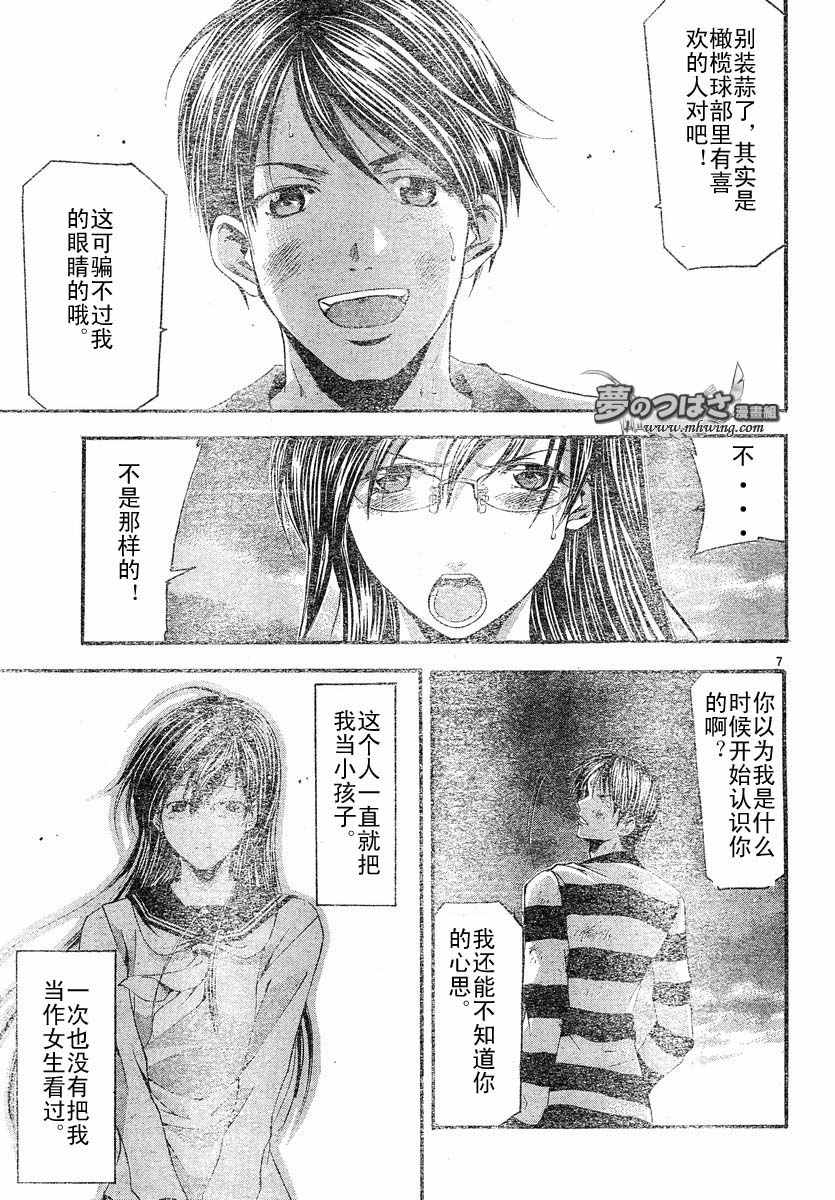 别装蒜了，其实是
橄榄球部里有喜
欢的人对吧！
这可骗不过我
的眼睛的哦。
夢のつばさ漫畫組
www.mhwing.com
不・・・
不是那样的！
7
你以为我是什么
时候开始认识你
的啊？
我还能不知道你
的心思。
这个人一直就把
我当小孩子。
一次也没有把我
当作女生看过。